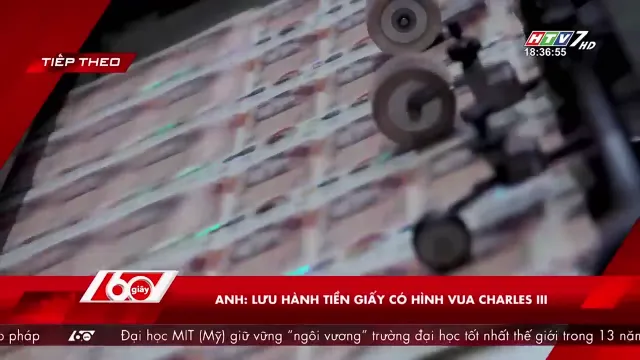 TIẾP THEO
HTV7 HD
18:36:55
60 giây
ANH: LƯU HÀNH TIỀN GIẤY CÓ HÌNH VUA CHARLES III
p pháp 60 Đại học MIT (Mỹ) giữ vững “ngôi vương” trường đại học tốt nhất thế giới trong 13 năm